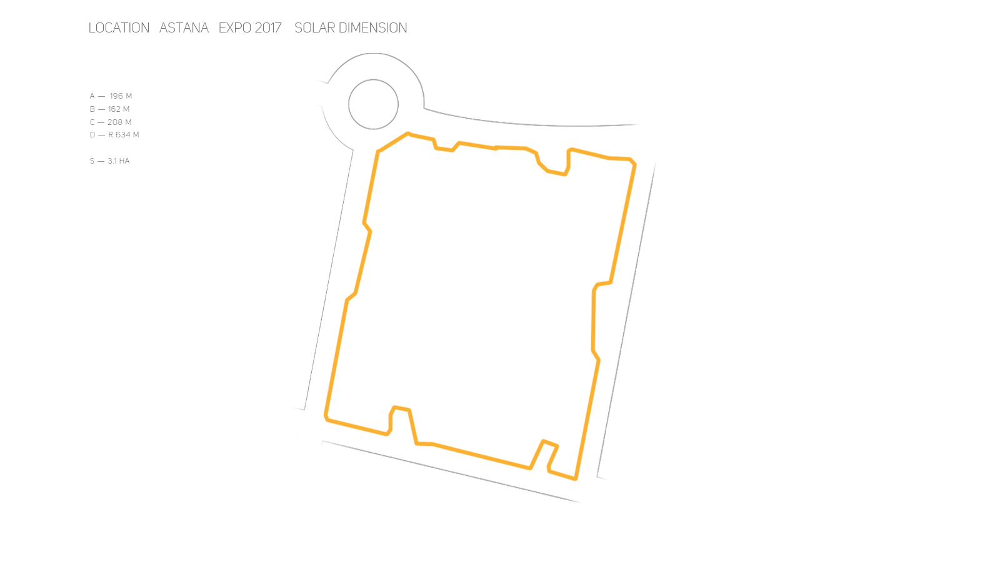 LOCATION ASTANA EXPO 2017 SOLAR DIMENSION
A — 196 M
B — 162 M
C — 208 M
D — R 634 M
S — 3.1 HA